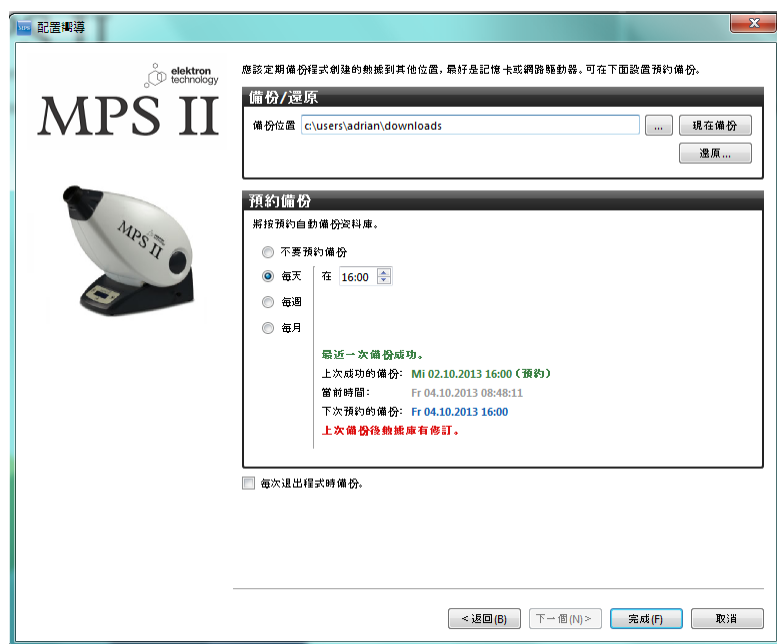 MPS 配置嚮導
elektron
technology
MPS II
MPS II
應該定期備份程式創建的數據到其他位置，最好是記憶卡或網路驅動器。可在下面設置預約備份。
備份/還原
備份位置 c:\users\adrian\downloads ... 現在備份
還原...
預約備份
將按預約自動備份資料庫。
不要預約備份
每天 在 16:00
每週
每月
最近一次備份成功。
上次成功的備份: Mi 02.10.2013 16:00 (預約)
當前時間: Fr 04.10.2013 08:48:11
下次預約的備份: Fr 04.10.2013 16:00
上次備份後數據庫有修訂。
每次退出程式時備份。
< 返回(B) 下一個(N) > 完成(F) 取消